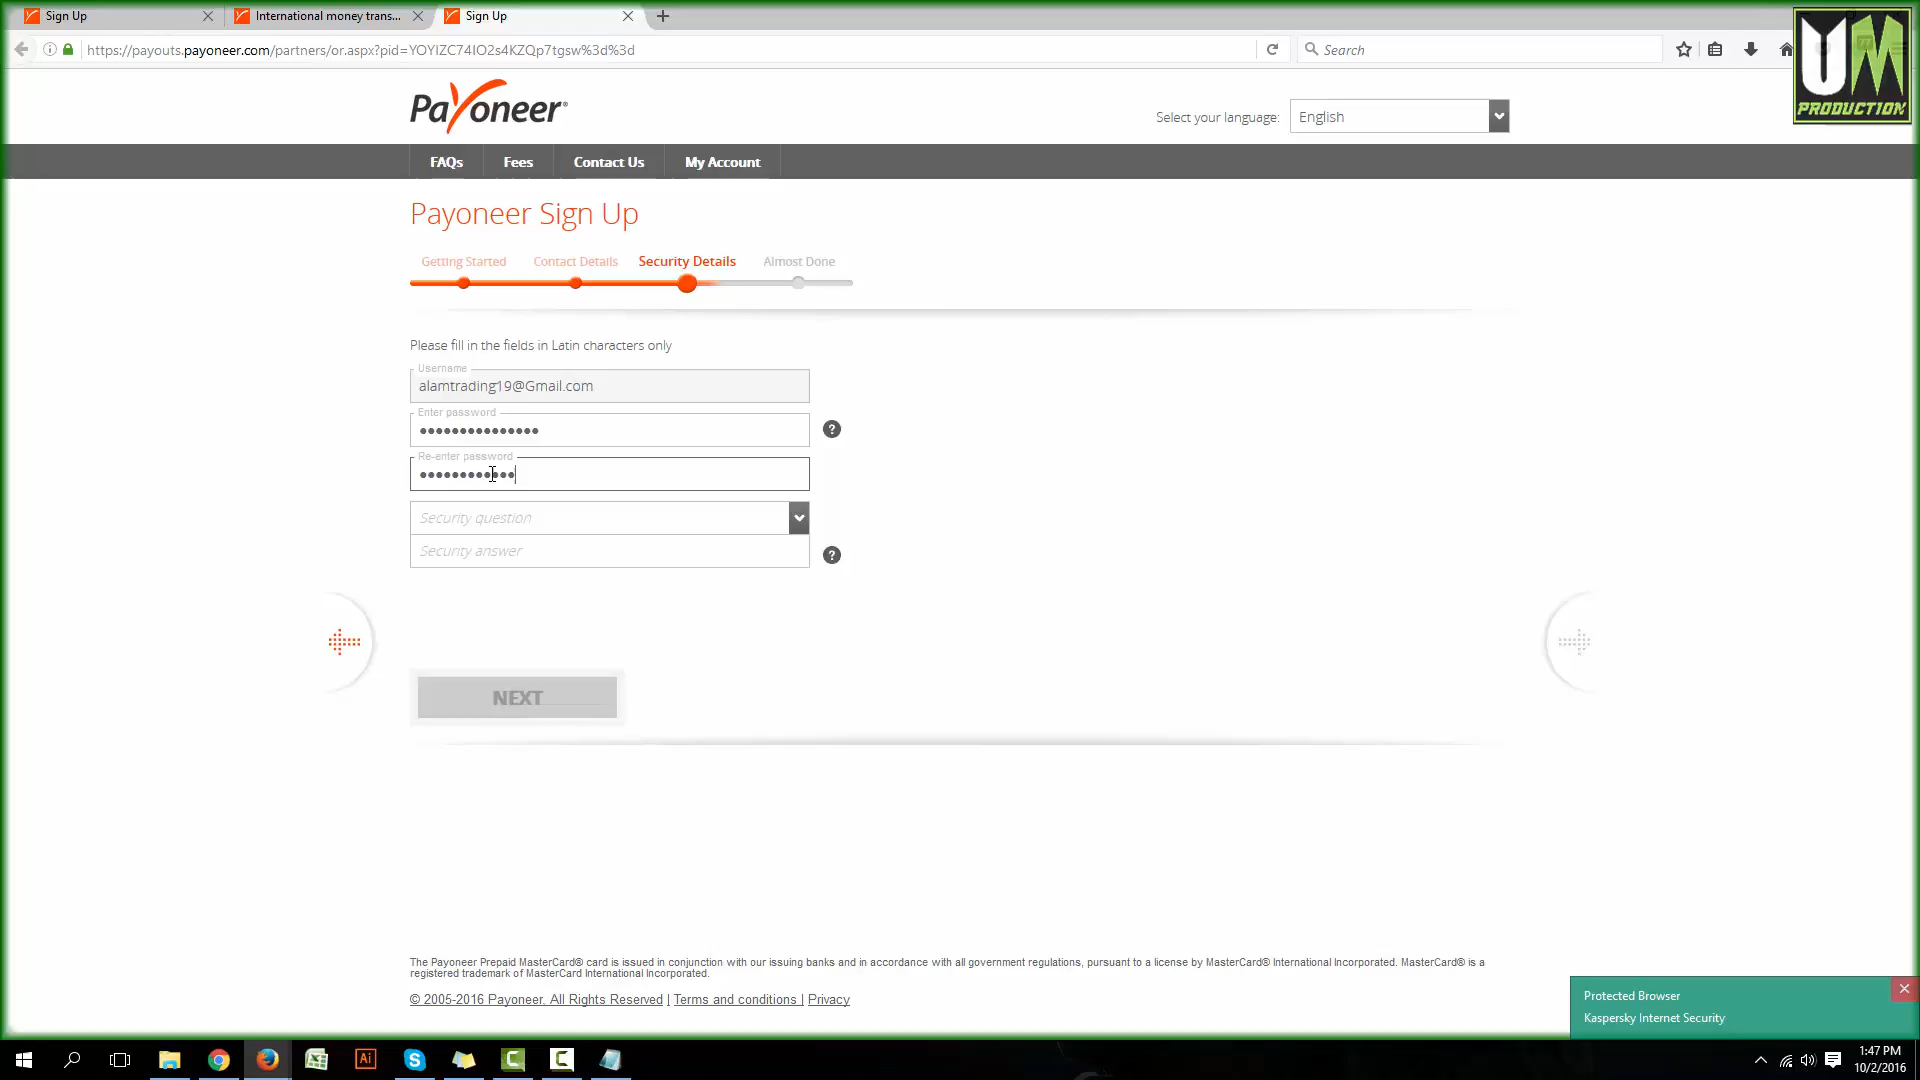 Sign Up
International money trans...
Sign Up
https://payouts.payoneer.com/partners/or.aspx?pid=YOYIZC74IO2s4KZQp7tgsw%3d%3d
Search
UM
PRODUCTION
Payoneer
Select your language:
English
FAQs
Fees
Contact Us
My Account
Payoneer Sign Up
Getting Started
Contact Details
Security Details
Almost Done
Please fill in the fields in Latin characters only
Username
alamtrading19@Gmail.com
Enter password
•••••••••••••••
?
Re-enter password
••••••••••••
Security question
Security answer
?
NEXT
The Payoneer Prepaid MasterCard® card is issued in conjunction with our issuing banks and in accordance with all government regulations, pursuant to a license by MasterCard® International Incorporated. MasterCard® is a
registered trademark of MasterCard International Incorporated.
© 2005-2016 Payoneer. All Rights Reserved | Terms and conditions | Privacy
Protected Browser
Kaspersky Internet Security
Ai
1:47 PM
10/2/2016